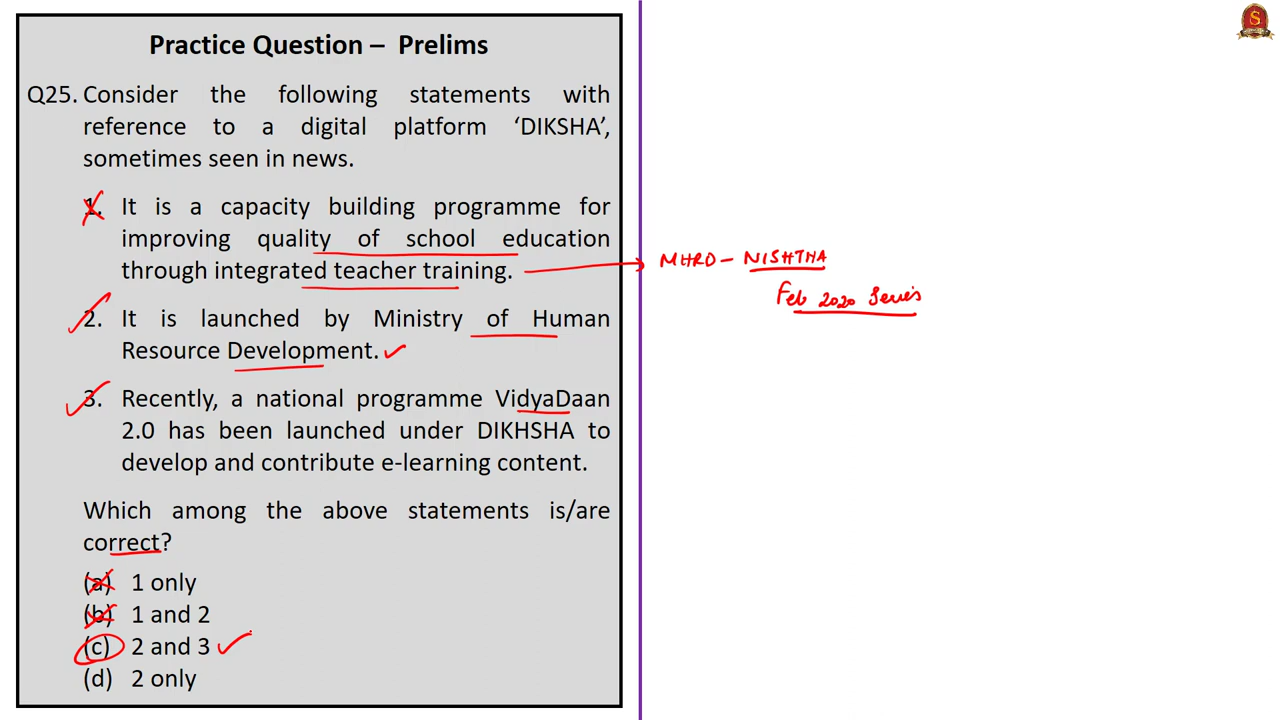 Practice Question – Prelims
Q25. Consider the following statements with
reference to a digital platform ‘DIKSHA’,
sometimes seen in news.
1. It is a capacity building programme for
improving quality of school education
through integrated teacher training.
MHRD – NISHTHA
Feb 2020 Series
2. It is launched by Ministry of Human
Resource Development.
3. Recently, a national programme VidyaDaan
2.0 has been launched under DIKHSHA to
develop and contribute e-learning content.
Which among the above statements is/are
correct?
(a) 1 only
(b) 1 and 2
(c) 2 and 3
(d) 2 only